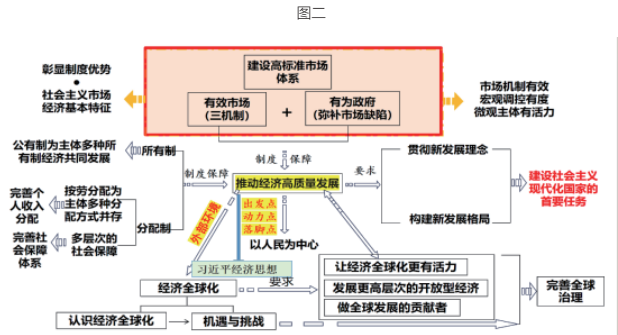 图二
建设高标准市场
体系
有效市场
（三机制）
+
有为政府
（弥补市场缺陷）
彰显制度优势
•
社会主义市场
经济基本特征
市场机制有效
宏观调控有度
微观主体有活力
公有制为主体多种所
有制经济共同发展
所有制
制度保障
制度 保障
推动经济高质量发展
要求
贯彻新发展理念
构建新发展格局
建设社会主义
现代化国家的
首要任务
完善个
人收入
分配
按劳分配为
主体多种分
配方式并存
分配制
完善社
会保障
体系
多层次的
社会保障
外部环境
出发点
动力点
落脚点
以人民为中心
习近平经济思想
经济全球化
要求
让经济全球化更有活力
发展更高层次的开放型经济
做全球发展的贡献者
完善全球
治理
认识经济全球化
机遇与挑战